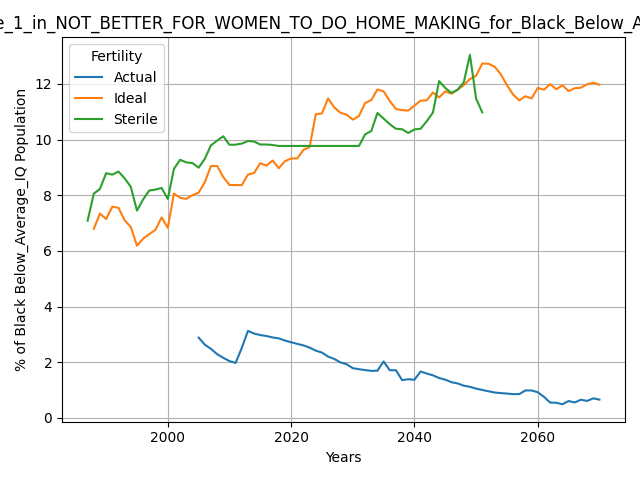 e_1_in_NOT_BETTER_FOR_WOMEN_TO_DO_HOME_MAKING_for_Black_Below_A
Fertility
Actual
Ideal
Sterile
% of Black Below_Average_IQ Population
12
10
8
6
4
2
0
2000 2020 2040 2060
Years